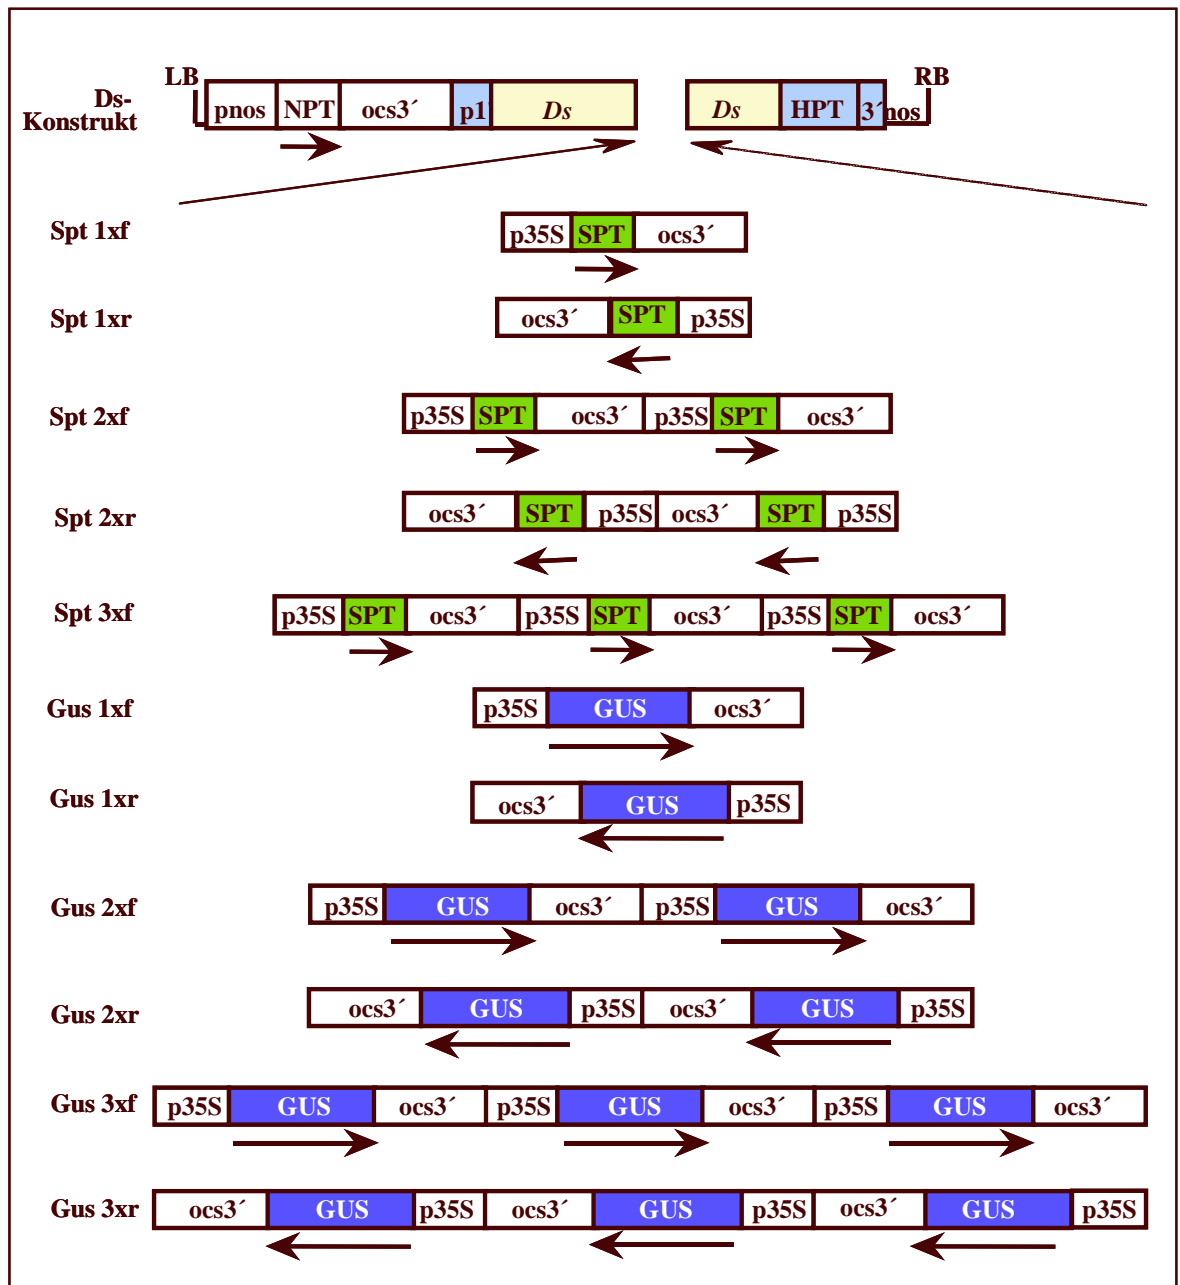 LB RB
Ds-
Konstrukt
pnos NPT ocs3´ p1 Ds Ds HPT 3´ nos
Spt 1xf p35S SPT ocs3´
Spt 1xr ocs3´ SPT p35S
Spt 2xf p35S SPT ocs3´ p35S SPT ocs3´
Spt 2xr ocs3´ SPT p35S ocs3´ SPT p35S
Spt 3xf p35S SPT ocs3´ p35S SPT ocs3´ p35S SPT ocs3´
Gus 1xf p35S GUS ocs3´
Gus 1xr ocs3´ GUS p35S
Gus 2xf p35S GUS ocs3´ p35S GUS ocs3´
Gus 2xr ocs3´ GUS p35S ocs3´ GUS p35S
Gus 3xf p35S GUS ocs3´ p35S GUS ocs3´ p35S GUS ocs3´
Gus 3xr ocs3´ GUS p35S ocs3´ GUS p35S ocs3´ GUS p35S